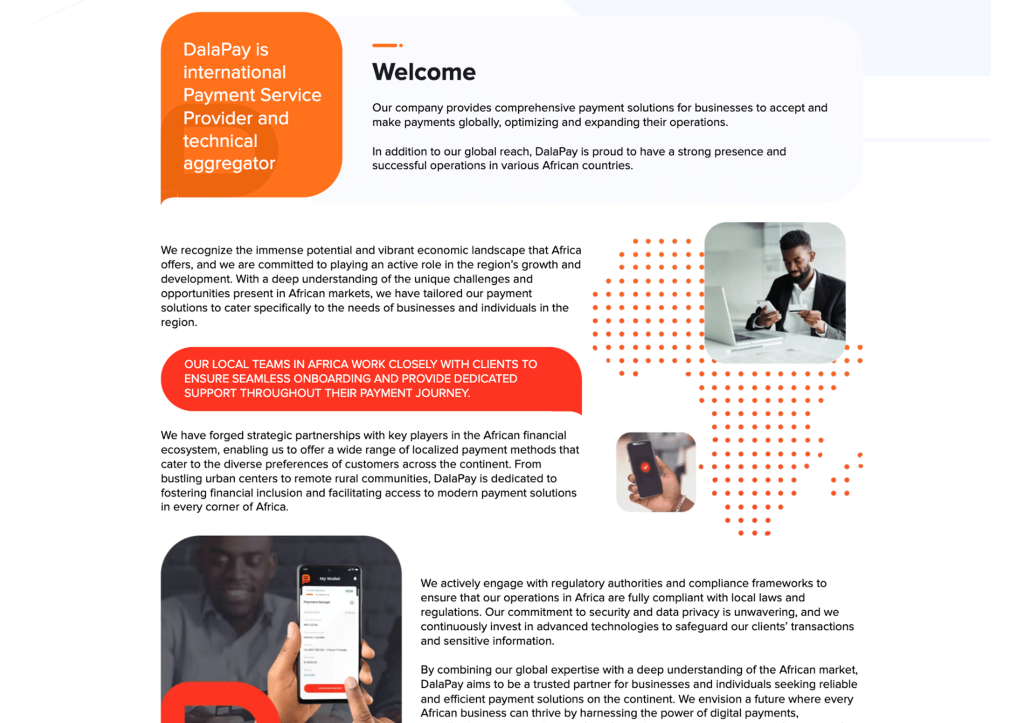 DalaPay is
international
Payment Service
Provider and
technical
aggregator
Welcome
Our company provides comprehensive payment solutions for businesses to accept and
make payments globally, optimizing and expanding their operations.
In addition to our global reach, DalaPay is proud to have a strong presence and
successful operations in various African countries.
We recognize the immense potential and vibrant economic landscape that Africa
offers, and we are committed to playing an active role in the region's growth and
development. With a deep understanding of the unique challenges and
opportunities present in African markets, we have tailored our payment
solutions to cater specifically to the needs of businesses and individuals in the
region.
OUR LOCAL TEAMS IN AFRICA WORK CLOSELY WITH CLIENTS TO
ENSURE SEAMLESS ONBOARDING AND PROVIDE DEDICATED
SUPPORT THROUGHOUT THEIR PAYMENT JOURNEY.
We have forged strategic partnerships with key players in the African financial
ecosystem, enabling us to offer a wide range of localized payment methods that
cater to the diverse preferences of customers across the continent. From
bustling urban centers to remote rural communities, DalaPay is dedicated to
fostering financial inclusion and facilitating access to modern payment solutions
in every corner of Africa.
My Wallet
Payment Receipt
We actively engage with regulatory authorities and compliance frameworks to
ensure that our operations in Africa are fully compliant with local laws and
regulations. Our commitment to security and data privacy is unwavering, and we
continuously invest in advanced technologies to safeguard our clients' transactions
and sensitive information.
By combining our global expertise with a deep understanding of the African market,
DalaPay aims to be a trusted partner for businesses and individuals seeking reliable
and efficient payment solutions on the continent. We envision a future where every
African business can thrive by harnessing the power of digital payments,